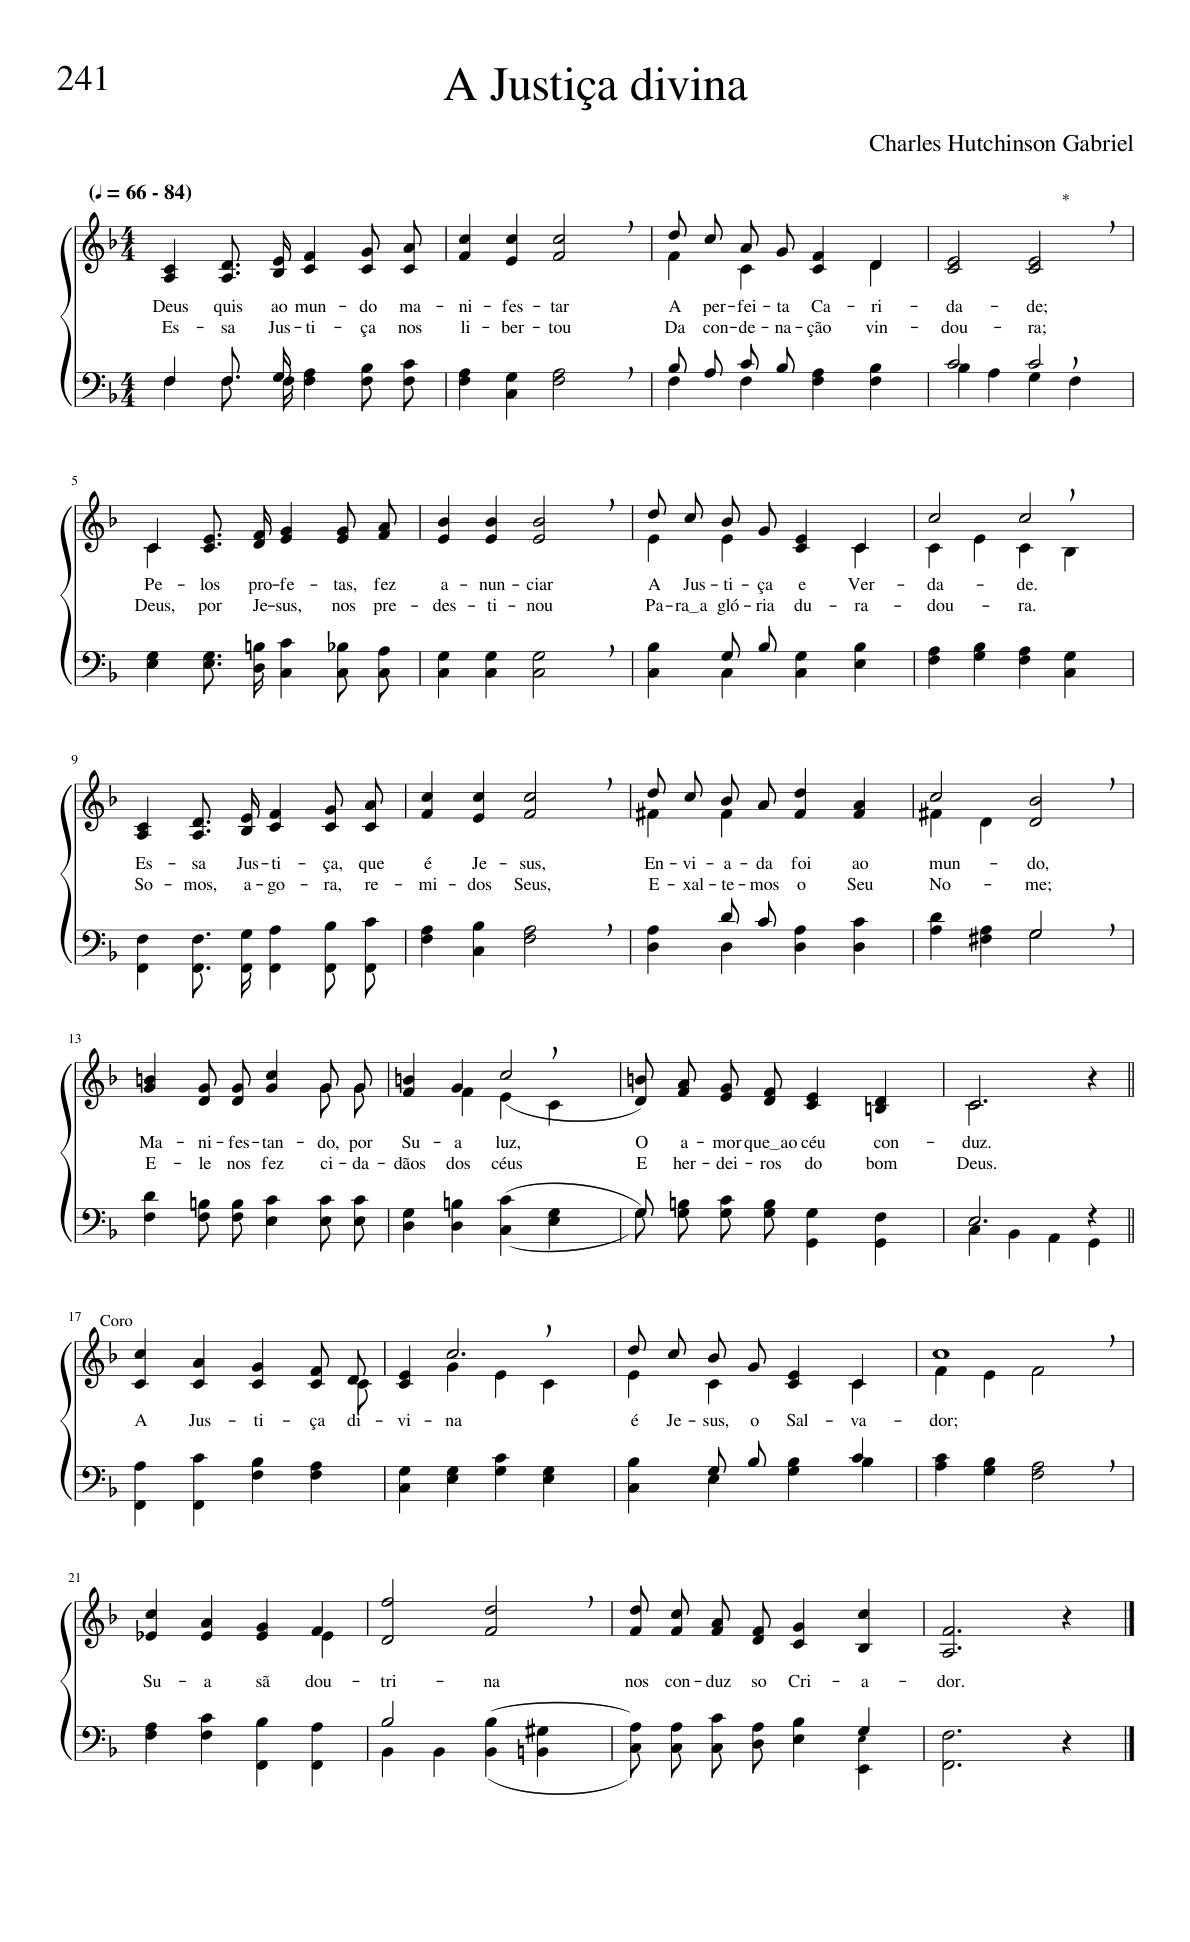 241
A Justiça divina
Charles Hutchinson Gabriel
(♩ = 66 - 84)
*
4 4
Deus quis ao mun - do ma - ni - fes - tar A per - fei - ta Ca - ri - da - de;
Es - sa Jus - ti - ça nos li - ber - tou Da con - de - na - ção vin - dou - ra;
4 4
5
Pe - los pro - fe - tas, fez a - nun - ciar A Jus - ti - ça e Ver - da - de.
Deus, por Je - sus, nos pre - des - ti - nou Pa - ra‿a gló - ria du - ra - dou - ra.
9
Es - sa Jus - ti - ça, que é Je - sus, En - vi - a - da foi ao mun - do,
So - mos, a - go - ra, re - mi - dos Seus, E - xal - te - mos o Seu No - me;
13
Ma - ni - fes - tan - do, por Su - a luz, O a - mor que‿ao céu con - duz.
E - le nos fez ci - da - dãos dos céus E her - dei - ros do bom Deus.
17 Coro
A Jus - ti - ça di - vi - na é Je - sus, o Sal - va - dor;
21
Su - a sã dou - tri - na nos con - duz so Cri - a - dor.